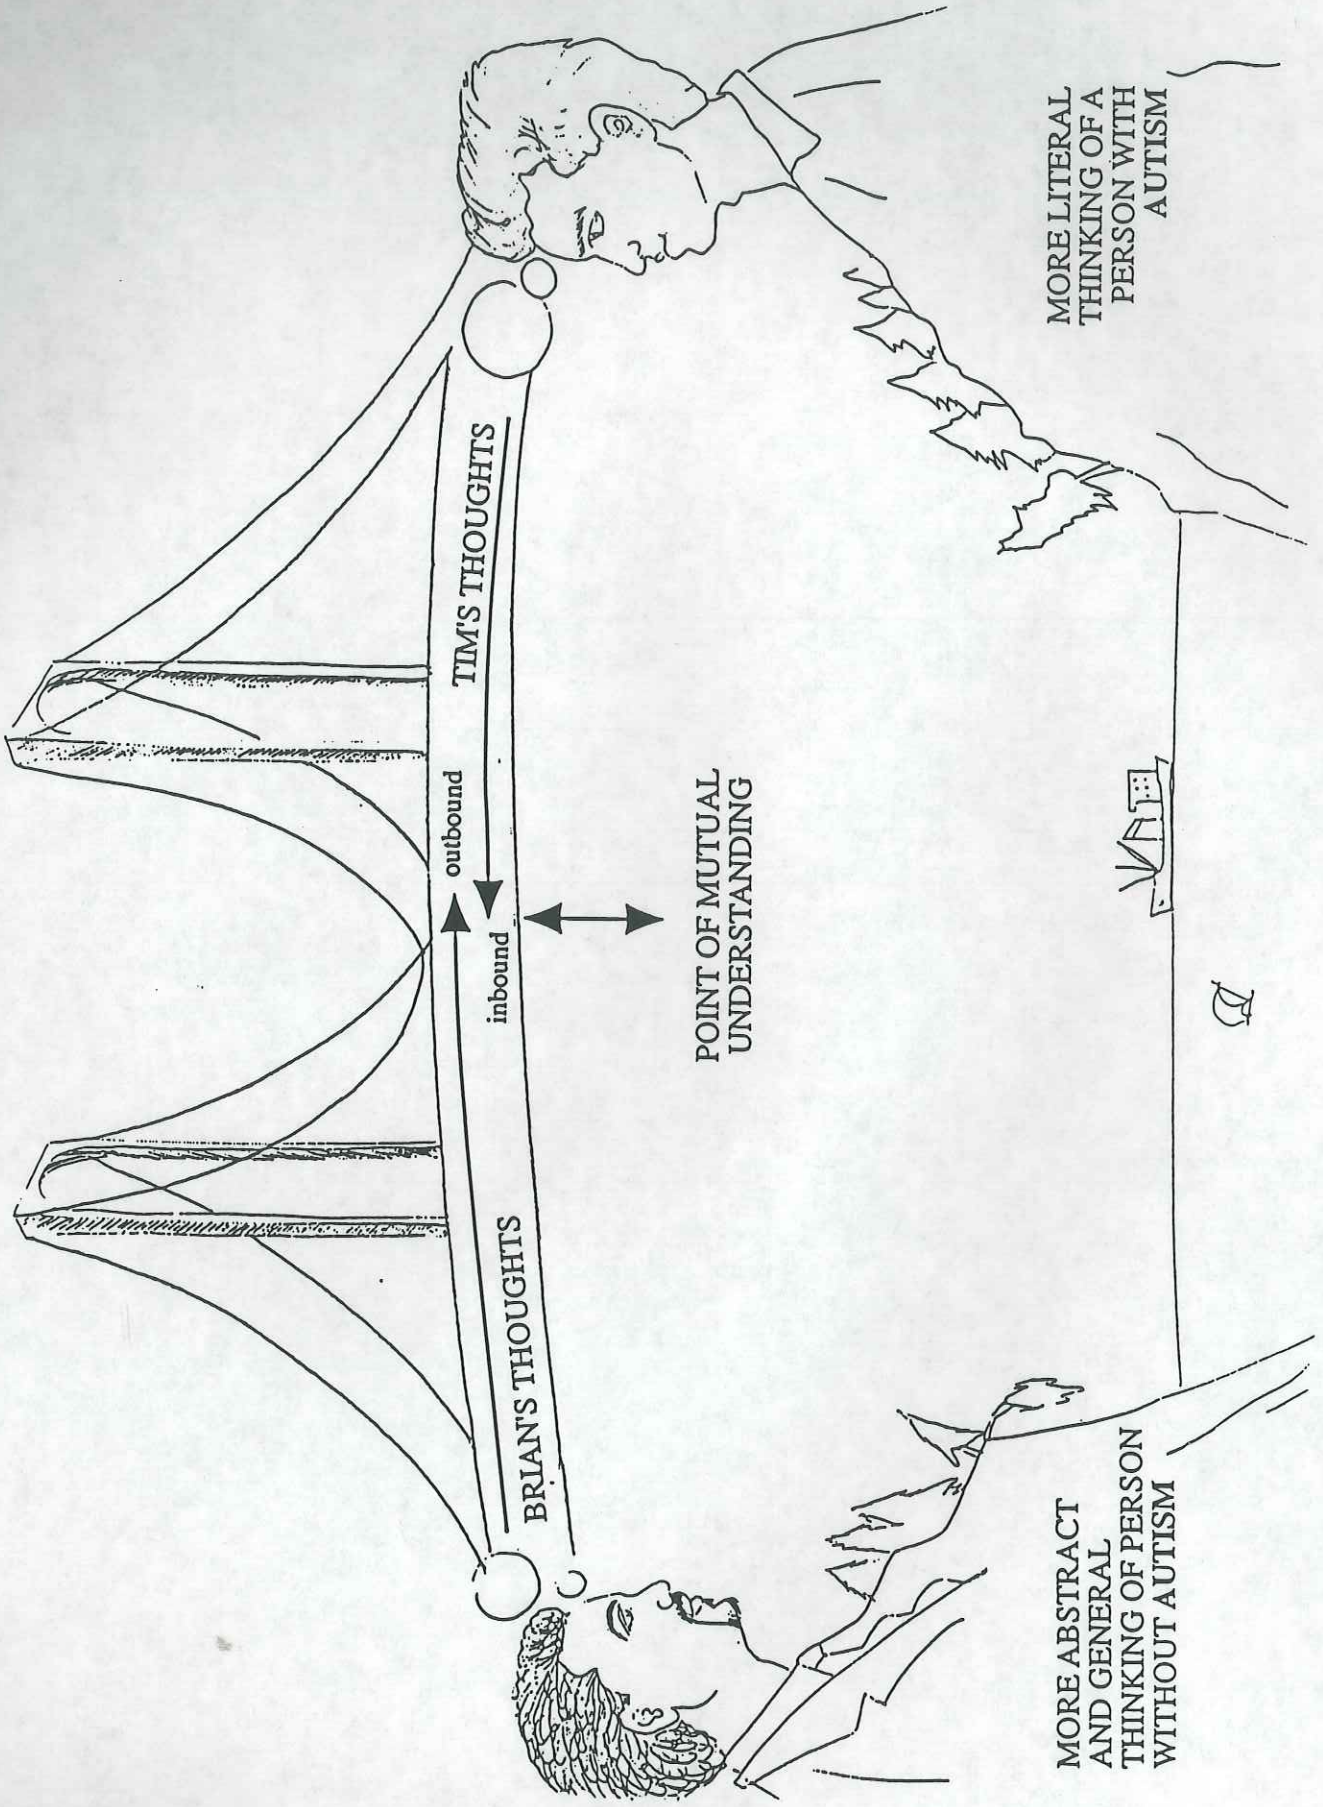 BRIAN'S THOUGHTS
outbound
inbound
TIM'S THOUGHTS
POINT OF MUTUAL
UNDERSTANDING
MORE ABSTRACT
AND GENERAL
THINKING OF PERSON
WITHOUT AUTISM
MORE LITERAL
THINKING OF A
PERSON WITH
AUTISM